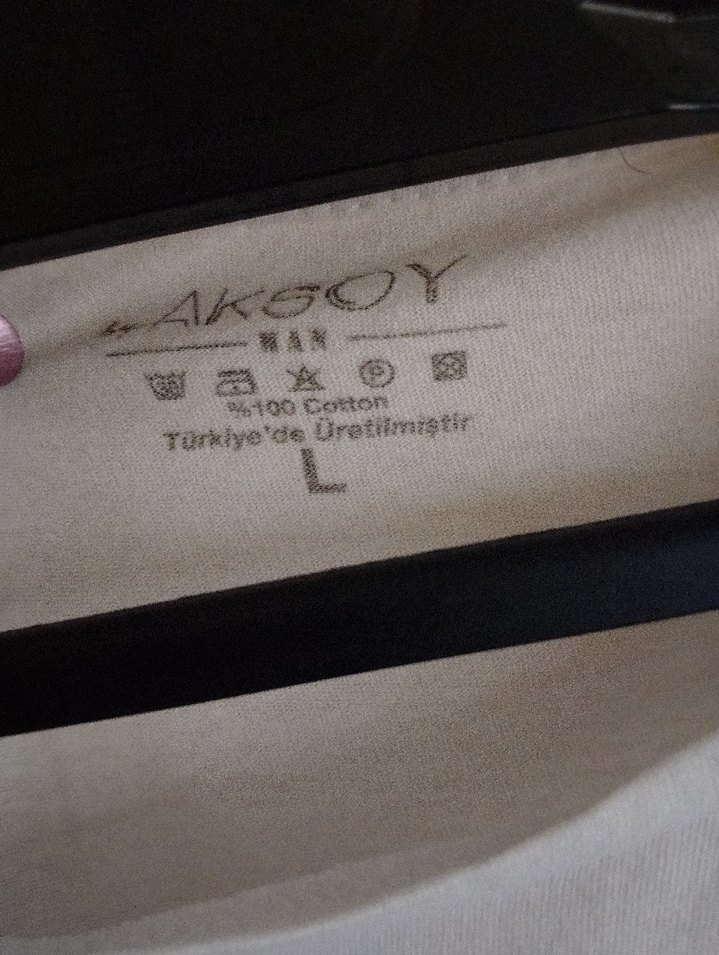 AKSOY
MAN
%100 Cotton
Türkiye'de Üretilmiştir
L